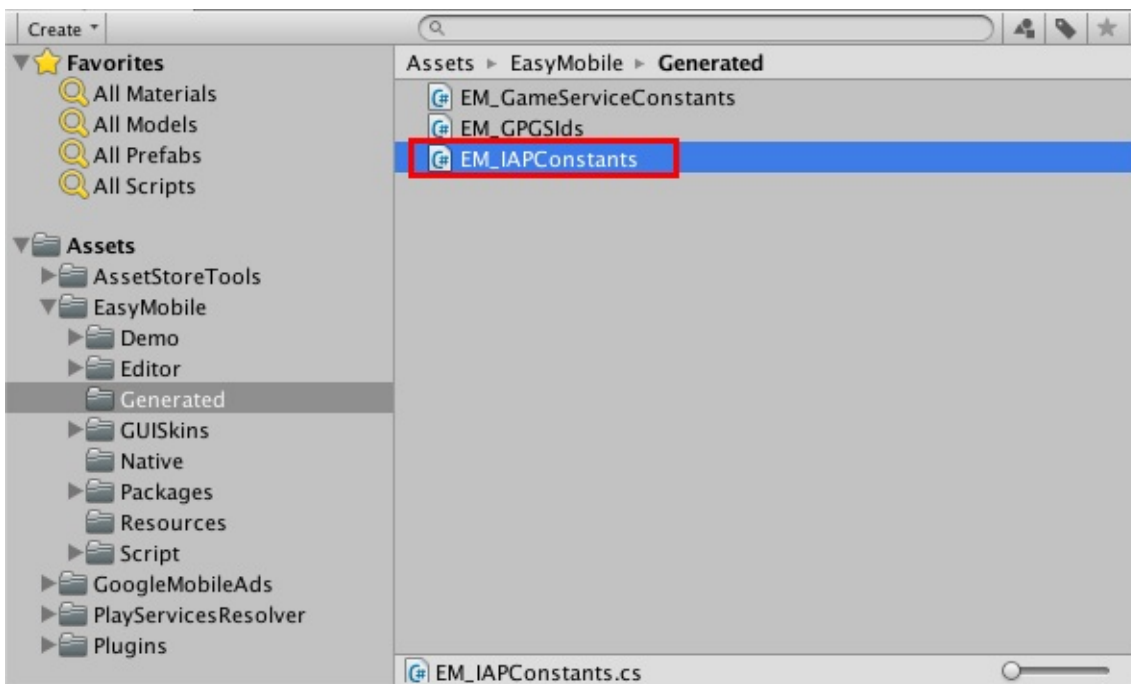 Create
Favorites
All Materials
All Models
All Prefabs
All Scripts
Assets
AssetStoreTools
EasyMobile
Demo
Editor
Generated
GUISkins
Native
Packages
Resources
Script
GoogleMobileAds
PlayServicesResolver
Plugins
Assets EasyMobile Generated
EM_GameServiceConstants
EM_GPGSIds
EM_IAPConstants
EM_IAPConstants.cs